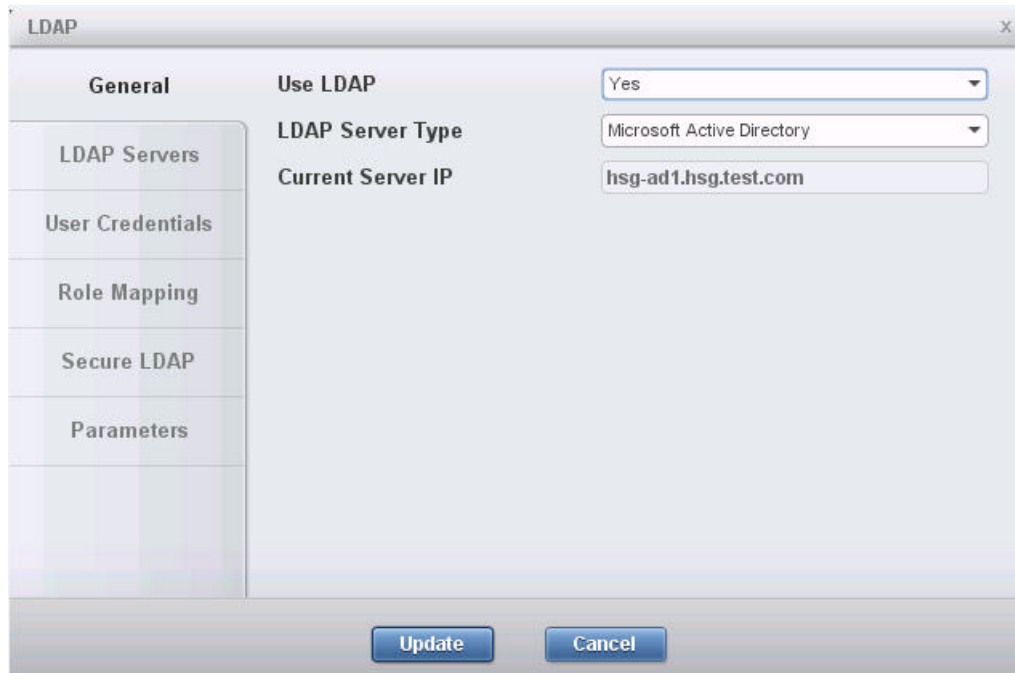 LDAP
x
General
Use LDAP
Yes
LDAP Servers
LDAP Server Type
Microsoft Active Directory
Current Server IP
hsg-ad1.hsg.test.com
User Credentials
Role Mapping
Secure LDAP
Parameters
Update
Cancel